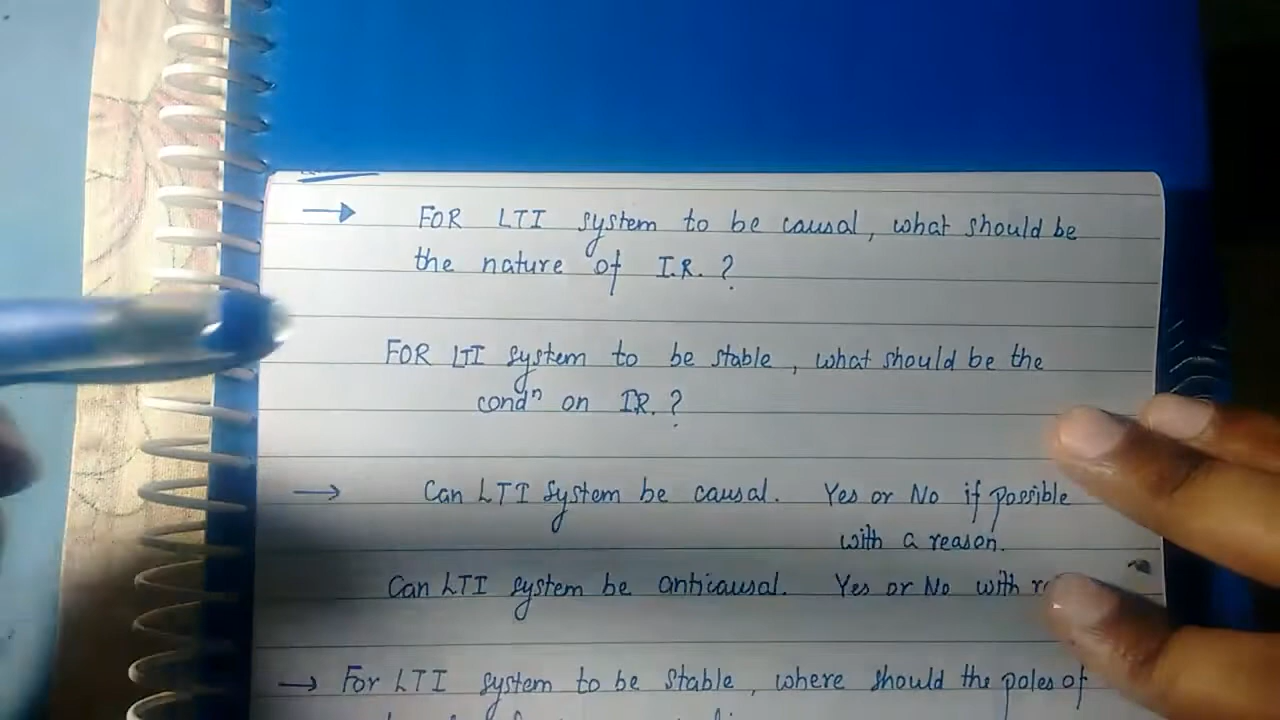 → FOR LTI system to be causal, what should be
the nature of I.R. ?
FOR LTI system to be stable, what should be the
condⁿ on IR. ?
→ Can LTI system be causal. Yes or No if possible
with a reason.
Can LTI system be anticausal. Yes or No with
→ For LTI system to be stable, where should the poles of